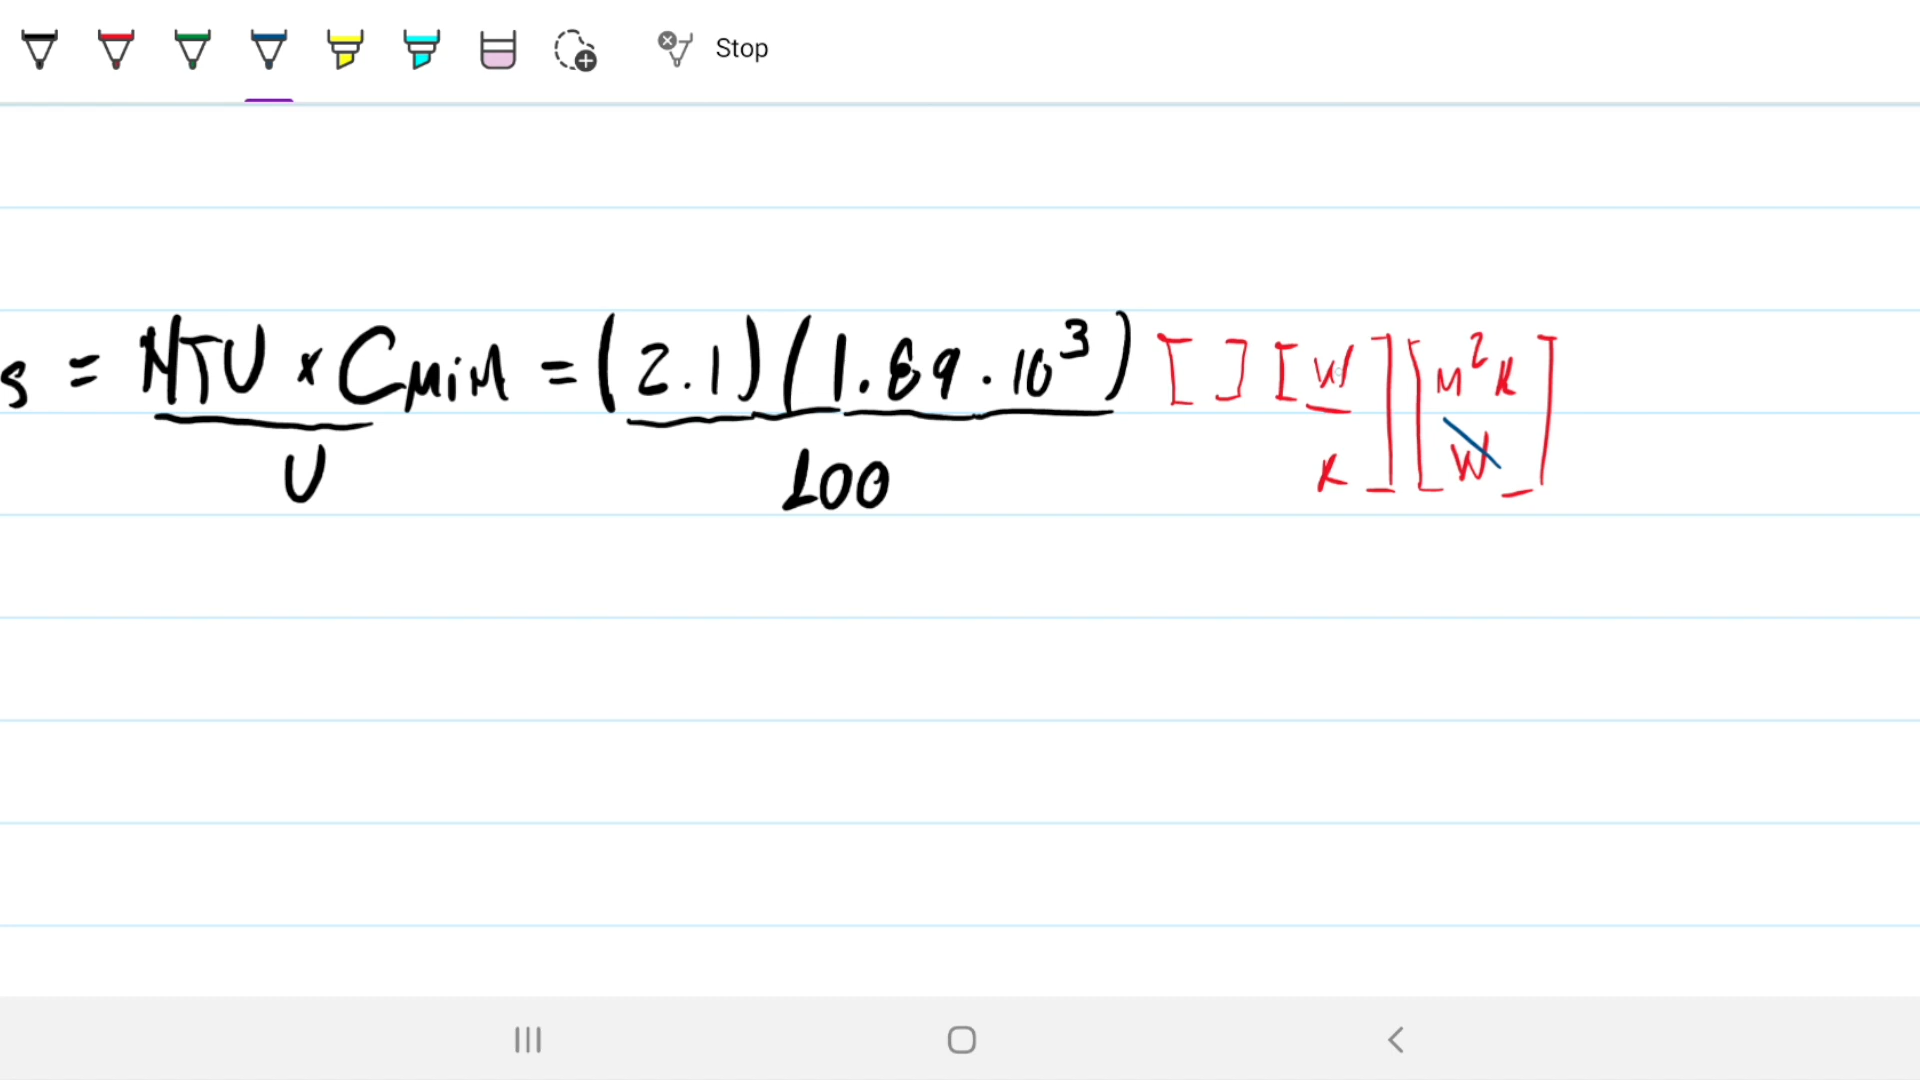 Stop
s = NTU × CMIN = (2.1)(1.89 · 10³) [ ] [W [M²K
U 100 K] W]